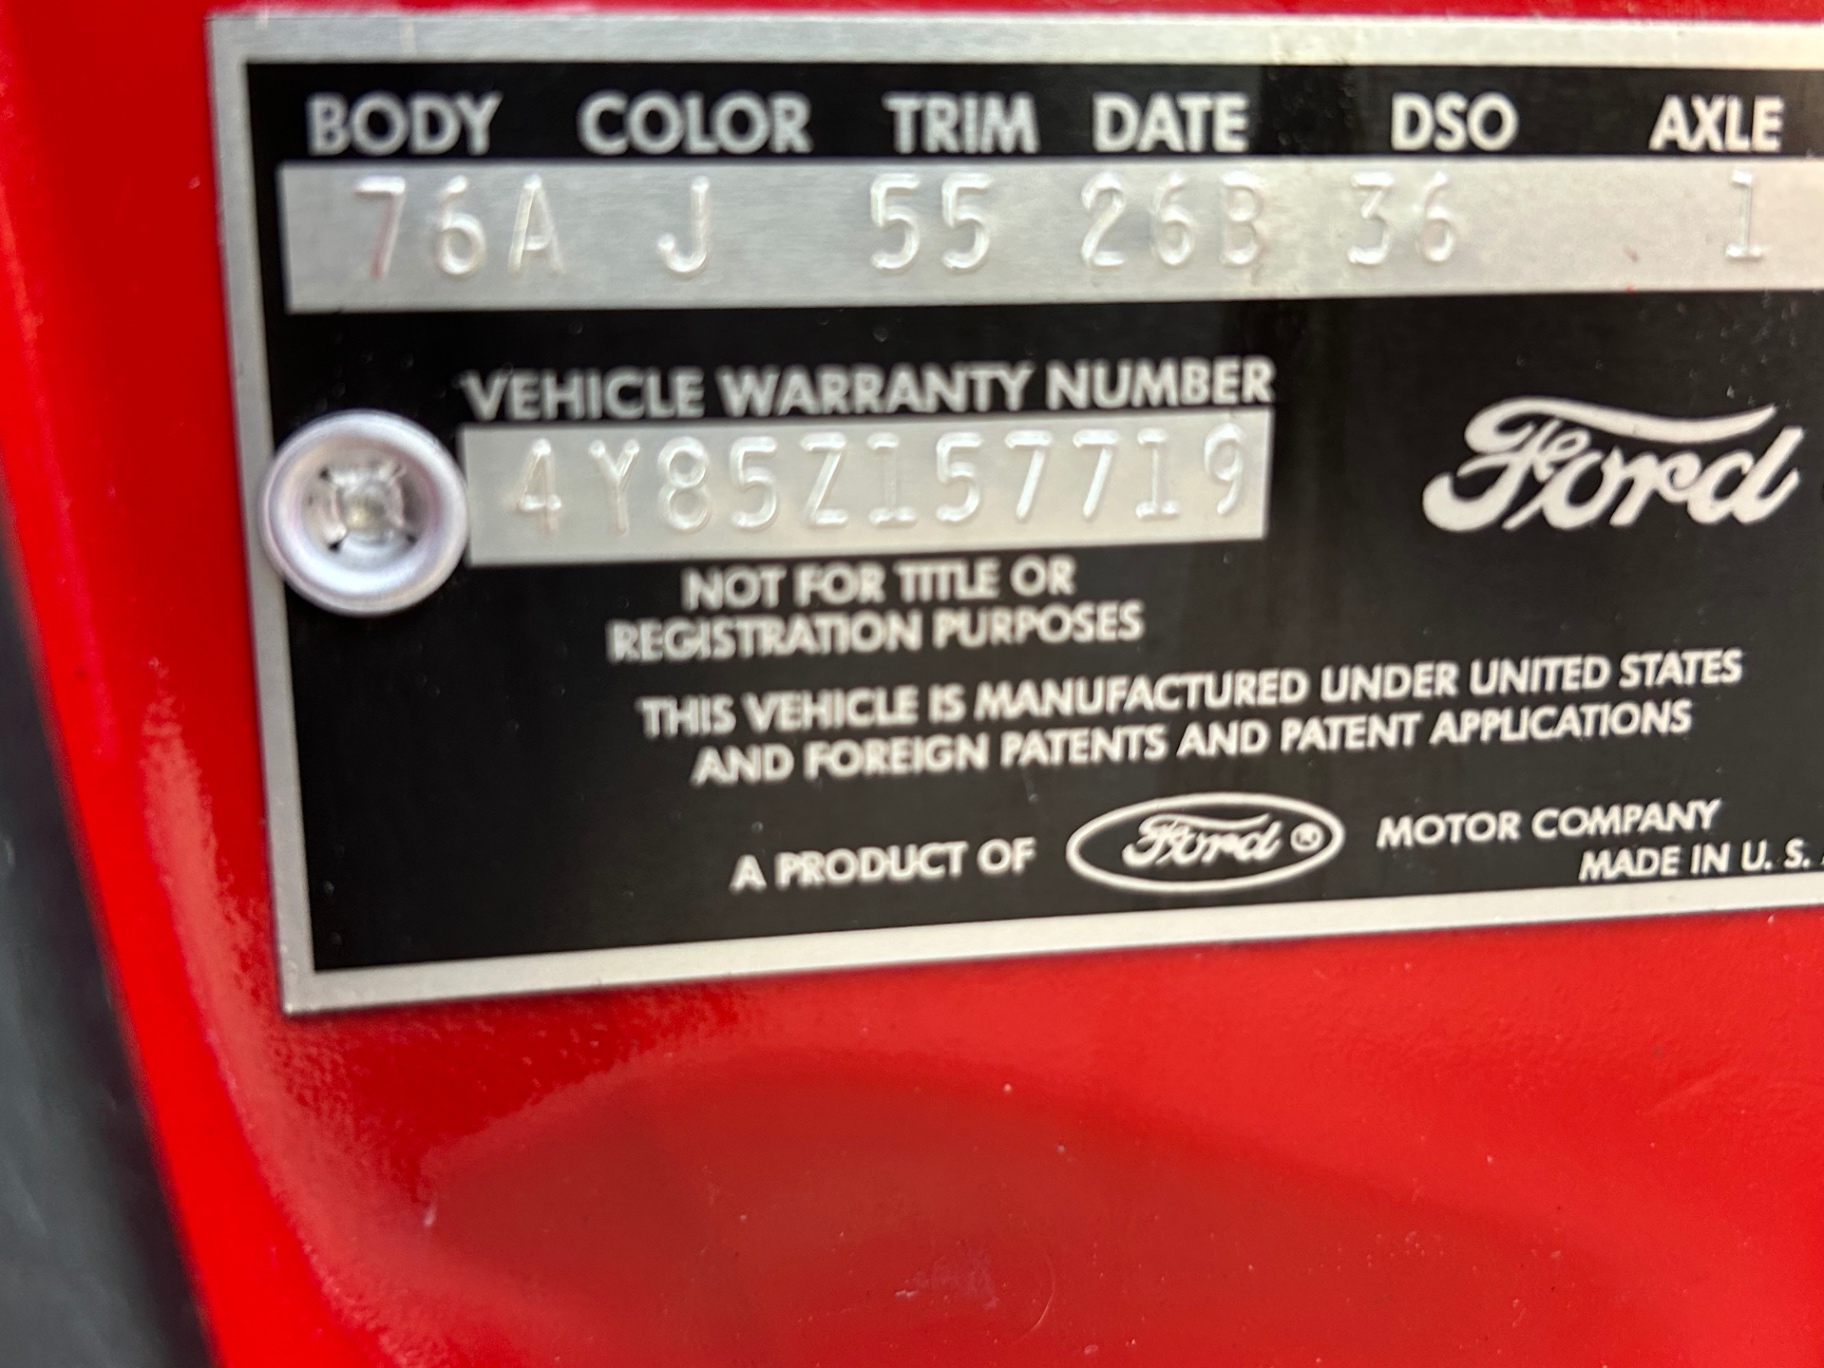 BODY COLOR TRIM DATE DSO AXLE
76A J 55 26B 36 1
VEHICLE WARRANTY NUMBER
4Y85Z157719
Ford
NOT FOR TITLE OR
REGISTRATION PURPOSES
THIS VEHICLE IS MANUFACTURED UNDER UNITED STATES
AND FOREIGN PATENTS AND PATENT APPLICATIONS
A PRODUCT OF Ford ® MOTOR COMPANY
MADE IN U. S.